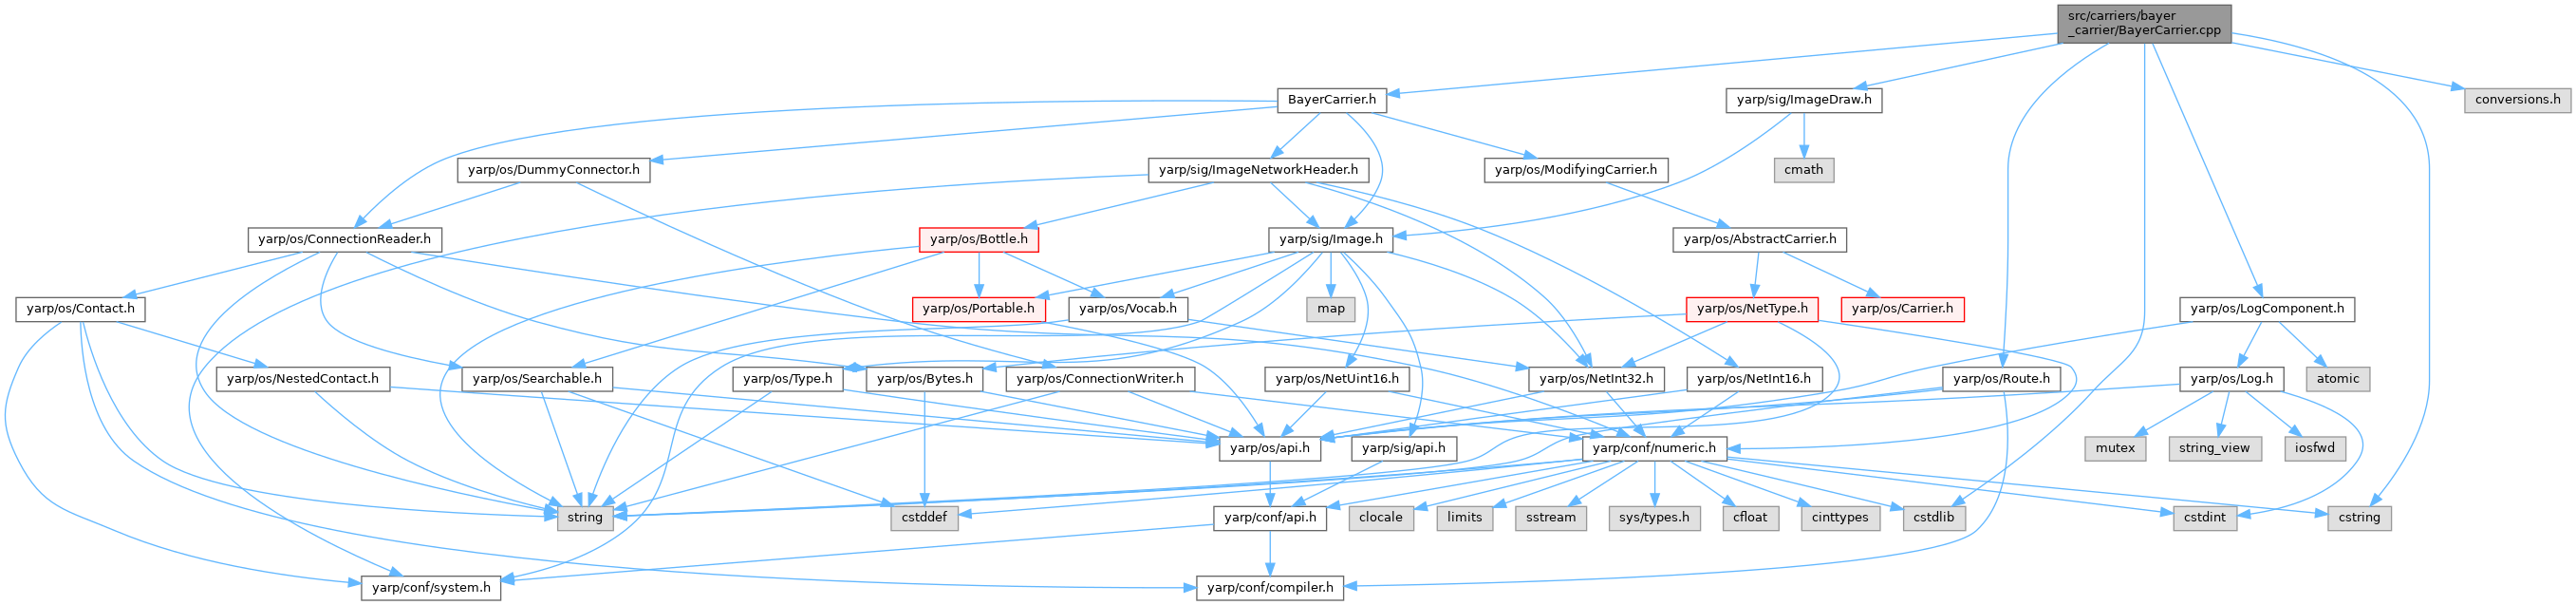 src/carriers/bayer
_carrier/BayerCarrier.cpp
BayerCarrier.h
yarp/sig/ImageDraw.h
conversions.h
yarp/os/DummyConnector.h
yarp/sig/ImageNetworkHeader.h
yarp/os/ModifyingCarrier.h
cmath
yarp/os/ConnectionReader.h
yarp/os/Bottle.h
yarp/sig/Image.h
yarp/os/AbstractCarrier.h
yarp/os/Contact.h
yarp/os/Portable.h
yarp/os/Vocab.h
map
yarp/os/NetType.h
yarp/os/Carrier.h
yarp/os/LogComponent.h
yarp/os/NestedContact.h
yarp/os/Searchable.h
yarp/os/Type.h
yarp/os/Bytes.h
yarp/os/ConnectionWriter.h
yarp/os/NetUint16.h
yarp/os/NetInt32.h
yarp/os/NetInt16.h
yarp/os/Route.h
yarp/os/Log.h
atomic
yarp/os/api.h
yarp/sig/api.h
yarp/conf/numeric.h
mutex
string_view
iosfwd
string
cstddef
yarp/conf/api.h
clocale
limits
sstream
sys/types.h
cfloat
cinttypes
cstdlib
cstdint
cstring
yarp/conf/system.h
yarp/conf/compiler.h